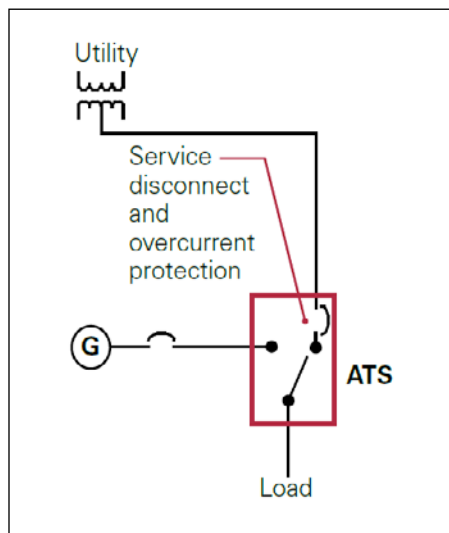 Utility
Service
disconnect
and
overcurrent
protection
G
ATS
Load